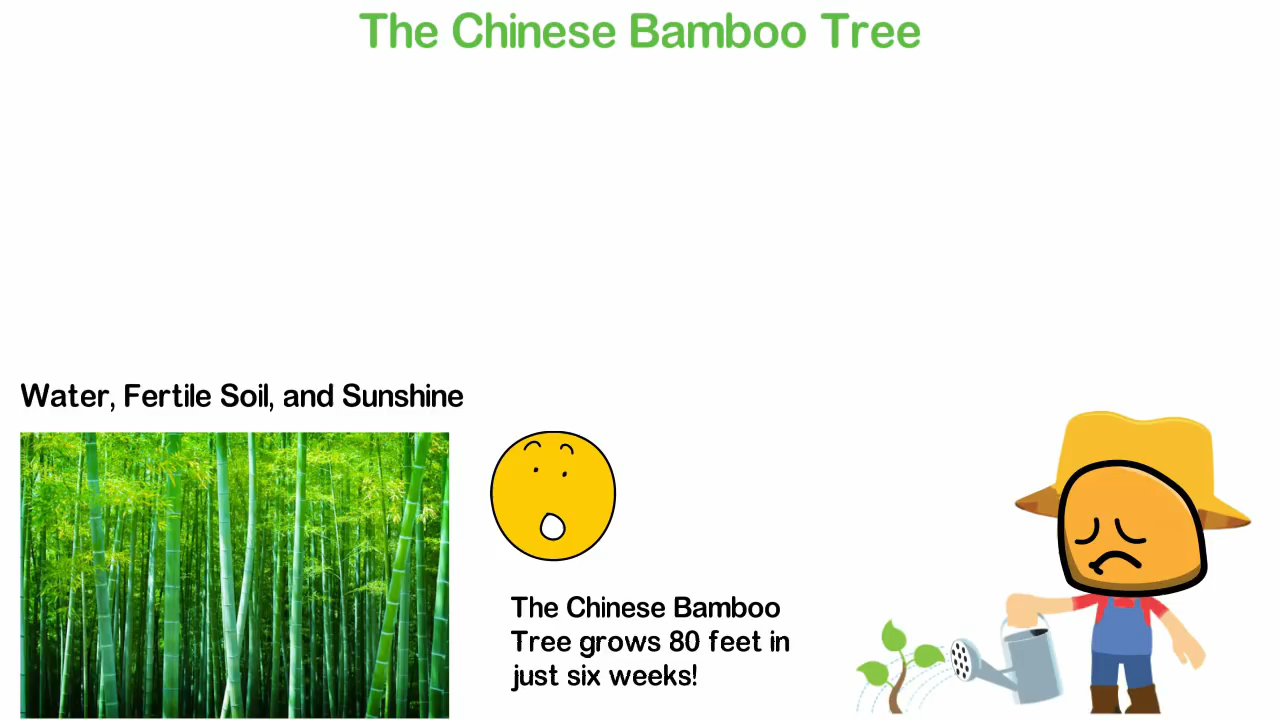 The Chinese Bamboo Tree
Water, Fertile Soil, and Sunshine
The Chinese Bamboo
Tree grows 80 feet in
just six weeks!